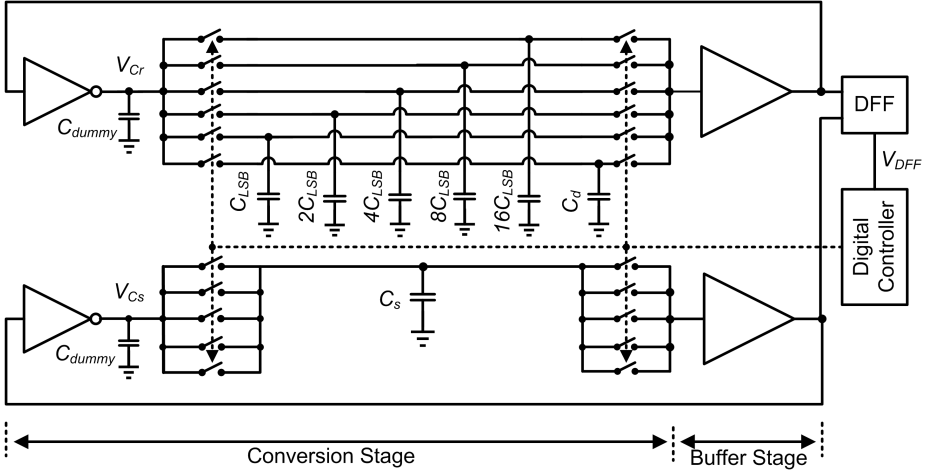 V_Cr
C_dummy
C_LSB
2C_LSB
4C_LSB
8C_LSB
16C_LSB
C_d
DFF
V_DFF
Digital
Controller
V_Cs
C_dummy
C_s
Conversion Stage
Buffer Stage